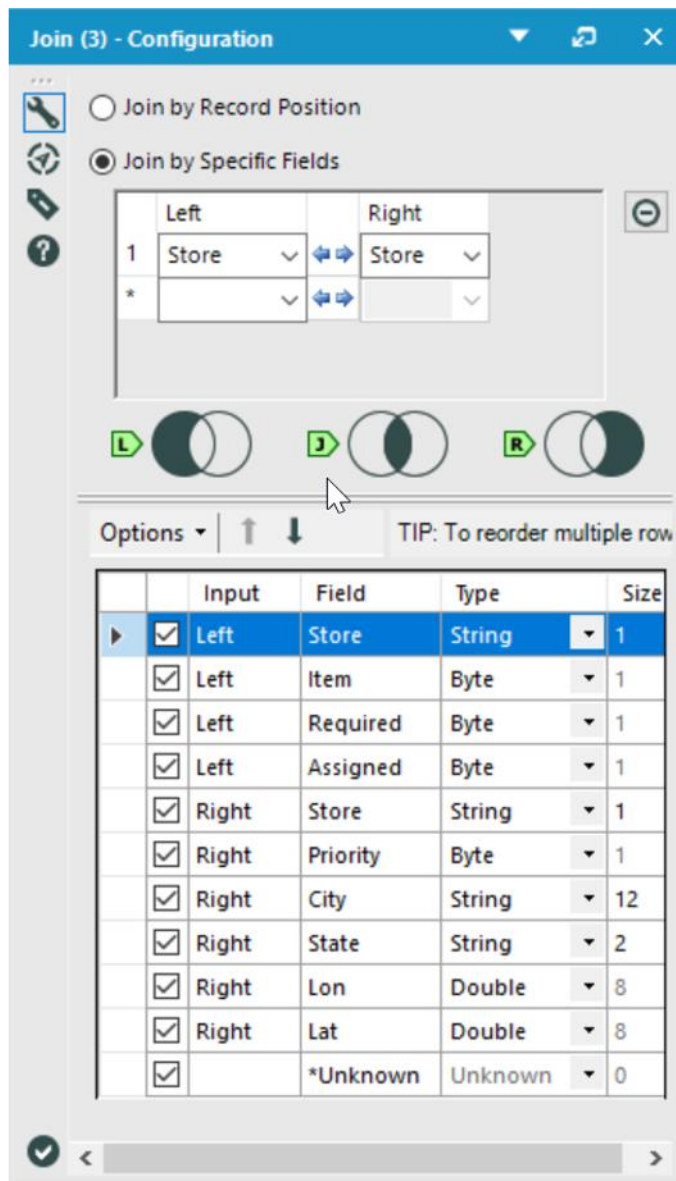 Join (3) - Configuration
Join by Record Position
Join by Specific Fields
Left Right
1 Store Store
*
L J R
Options TIP: To reorder multiple row
Input Field Type Size
Left Store String 1
Left Item Byte 1
Left Required Byte 1
Left Assigned Byte 1
Right Store String 1
Right Priority Byte 1
Right City String 12
Right State String 2
Right Lon Double 8
Right Lat Double 8
*Unknown Unknown 0